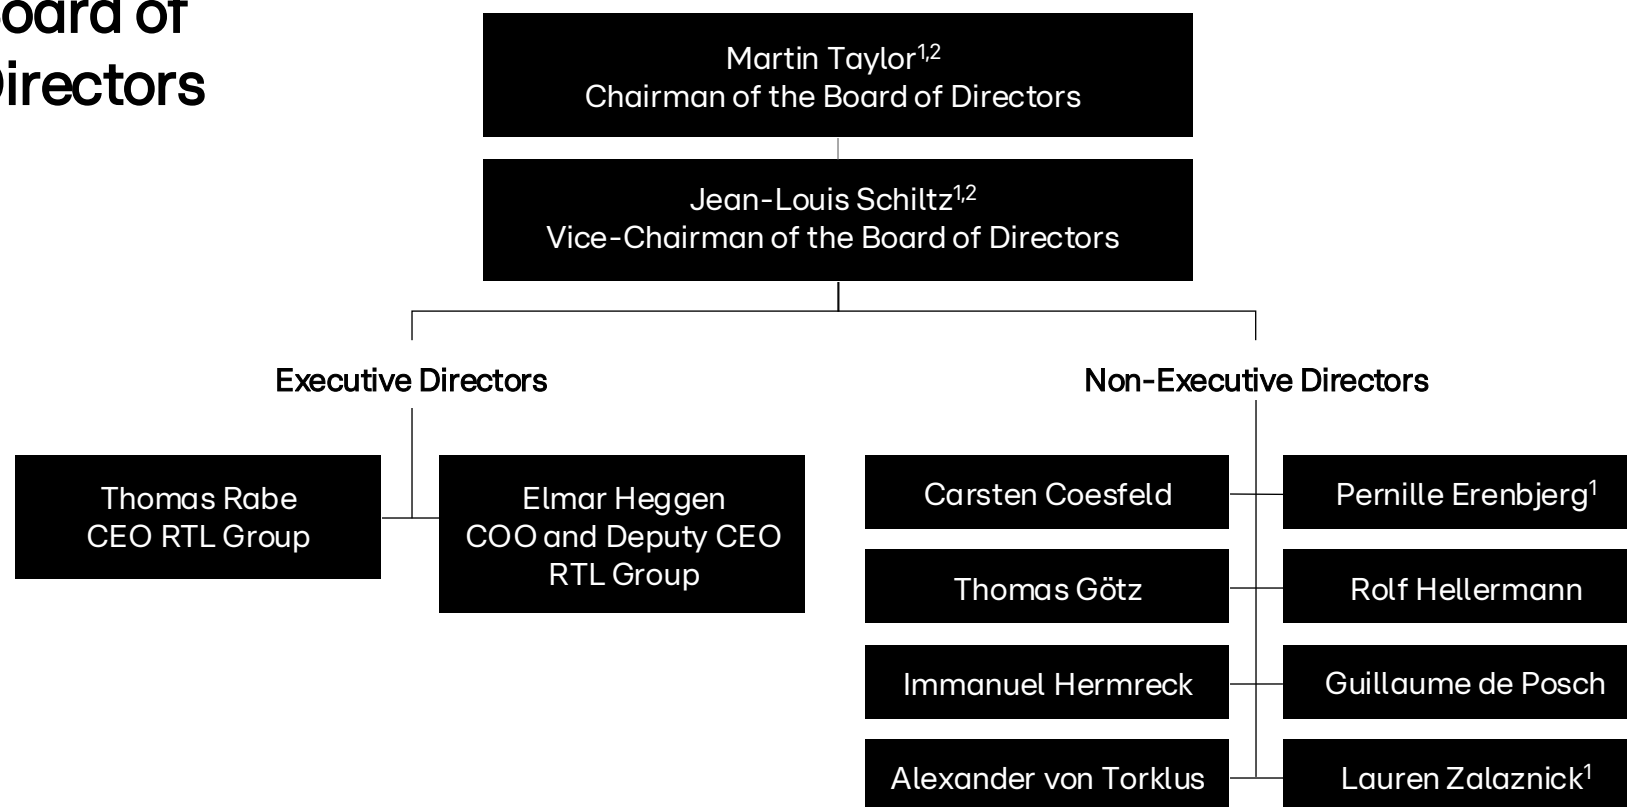 oard of
irectors
Martin Taylor1,2
Chairman of the Board of Directors
Jean-Louis Schiltz1,2
Vice-Chairman of the Board of Directors
Executive Directors
Non-Executive Directors
Thomas Rabe
CEO RTL Group
Elmar Heggen
COO and Deputy CEO
RTL Group
Carsten Coesfeld
Pernille Erenbjerg1
Thomas Götz
Rolf Hellermann
Immanuel Hermreck
Guillaume de Posch
Alexander von Torklus
Lauren Zalaznick1